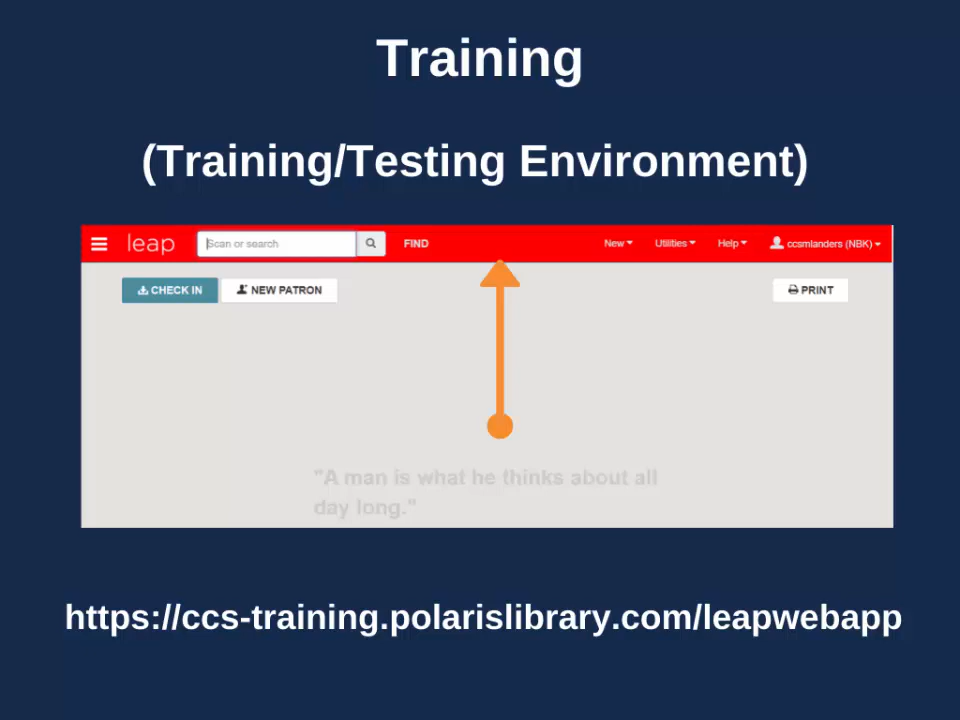 Training
(Training/Testing Environment)
leap Scan or search FIND New Utilities Help ccsmlanders (NBK)
CHECK IN NEW PATRON PRINT
"A man is what he thinks about all
day long."
https://ccs-training.polarislibrary.com/leapwebapp